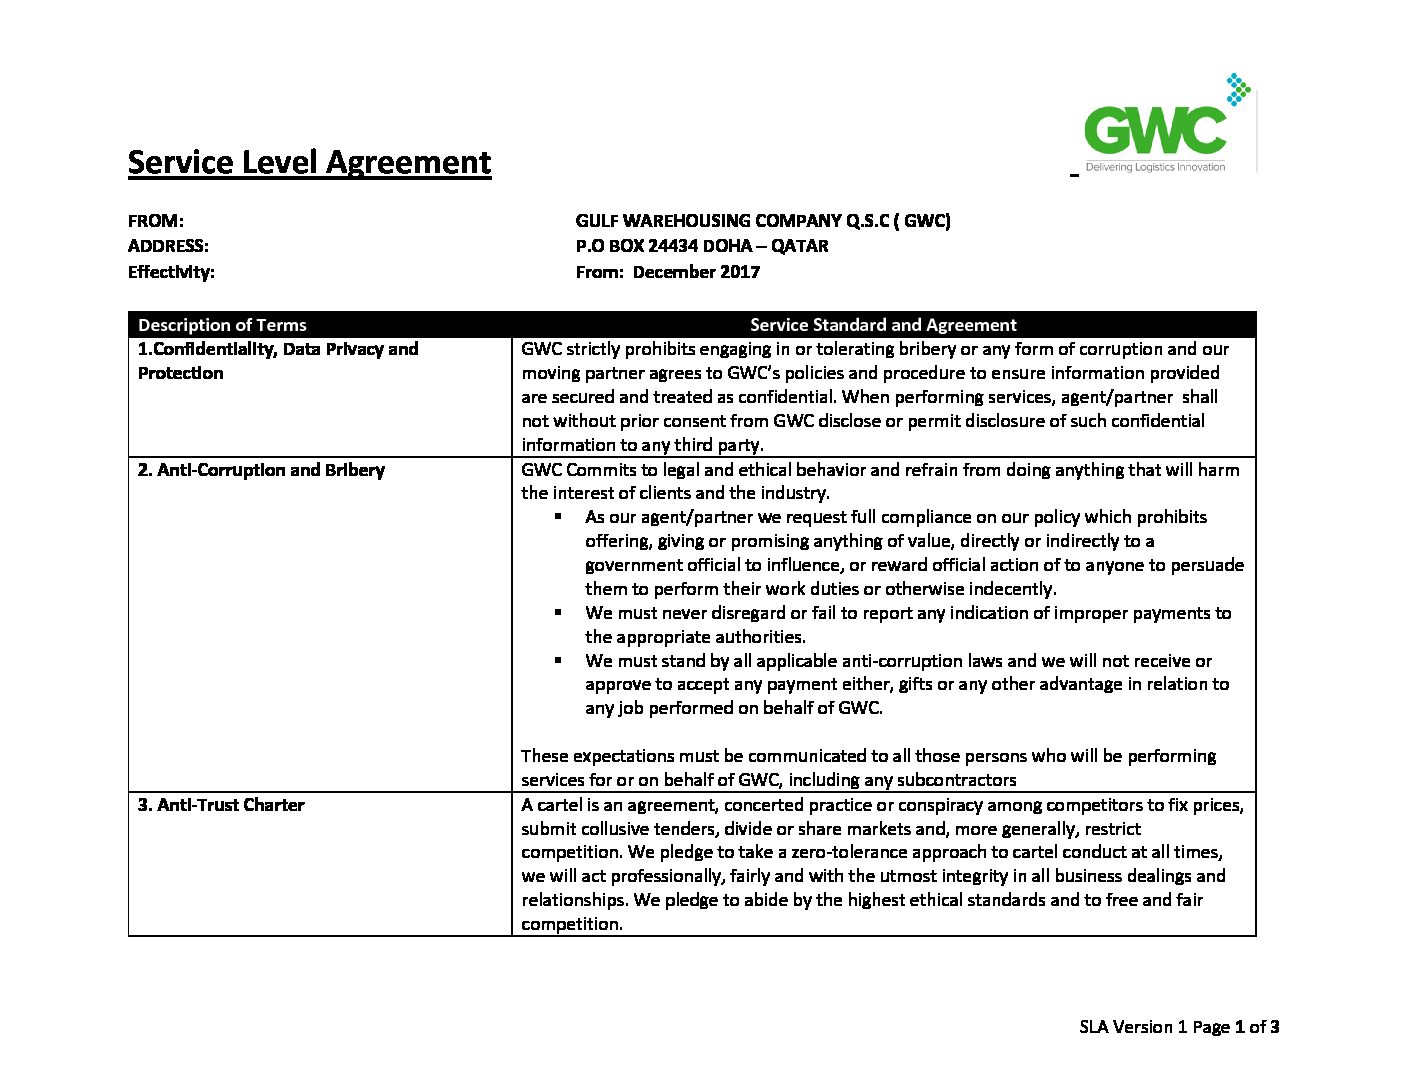 GWC
Delivering Logistics Innovation
Service Level Agreement
FROM: GULF WAREHOUSING COMPANY Q.S.C ( GWC)
ADDRESS: P.O BOX 24434 DOHA – QATAR
Effectivity: From: December 2017
Description of Terms Service Standard and Agreement
1.Confidentiality, Data Privacy and
Protection
GWC strictly prohibits engaging in or tolerating bribery or any form of corruption and our
moving partner agrees to GWC's policies and procedure to ensure information provided
are secured and treated as confidential. When performing services, agent/partner shall
not without prior consent from GWC disclose or permit disclosure of such confidential
information to any third party.
2. Anti-Corruption and Bribery
GWC Commits to legal and ethical behavior and refrain from doing anything that will harm
the interest of clients and the industry.
▪ As our agent/partner we request full compliance on our policy which prohibits
offering, giving or promising anything of value, directly or indirectly to a
government official to influence, or reward official action of to anyone to persuade
them to perform their work duties or otherwise indecently.
▪ We must never disregard or fail to report any indication of improper payments to
the appropriate authorities.
▪ We must stand by all applicable anti-corruption laws and we will not receive or
approve to accept any payment either, gifts or any other advantage in relation to
any job performed on behalf of GWC.
These expectations must be communicated to all those persons who will be performing
services for or on behalf of GWC, including any subcontractors
3. Anti-Trust Charter
A cartel is an agreement, concerted practice or conspiracy among competitors to fix prices,
submit collusive tenders, divide or share markets and, more generally, restrict
competition. We pledge to take a zero-tolerance approach to cartel conduct at all times,
we will act professionally, fairly and with the utmost integrity in all business dealings and
relationships. We pledge to abide by the highest ethical standards and to free and fair
competition.
SLA Version 1 Page 1 of 3